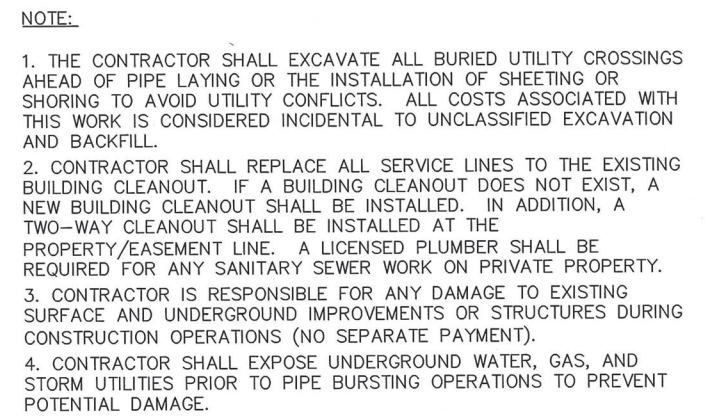 NOTE:
1. THE CONTRACTOR SHALL EXCAVATE ALL BURIED UTILITY CROSSINGS
AHEAD OF PIPE LAYING OR THE INSTALLATION OF SHEETING OR
SHORING TO AVOID UTILITY CONFLICTS. ALL COSTS ASSOCIATED WITH
THIS WORK IS CONSIDERED INCIDENTAL TO UNCLASSIFIED EXCAVATION
AND BACKFILL.
2. CONTRACTOR SHALL REPLACE ALL SERVICE LINES TO THE EXISTING
BUILDING CLEANOUT. IF A BUILDING CLEANOUT DOES NOT EXIST, A
NEW BUILDING CLEANOUT SHALL BE INSTALLED. IN ADDITION, A
TWO-WAY CLEANOUT SHALL BE INSTALLED AT THE
PROPERTY/EASEMENT LINE. A LICENSED PLUMBER SHALL BE
REQUIRED FOR ANY SANITARY SEWER WORK ON PRIVATE PROPERTY.
3. CONTRACTOR IS RESPONSIBLE FOR ANY DAMAGE TO EXISTING
SURFACE AND UNDERGROUND IMPROVEMENTS OR STRUCTURES DURING
CONSTRUCTION OPERATIONS (NO SEPARATE PAYMENT).
4. CONTRACTOR SHALL EXPOSE UNDERGROUND WATER, GAS, AND
STORM UTILITIES PRIOR TO PIPE BURSTING OPERATIONS TO PREVENT
POTENTIAL DAMAGE.